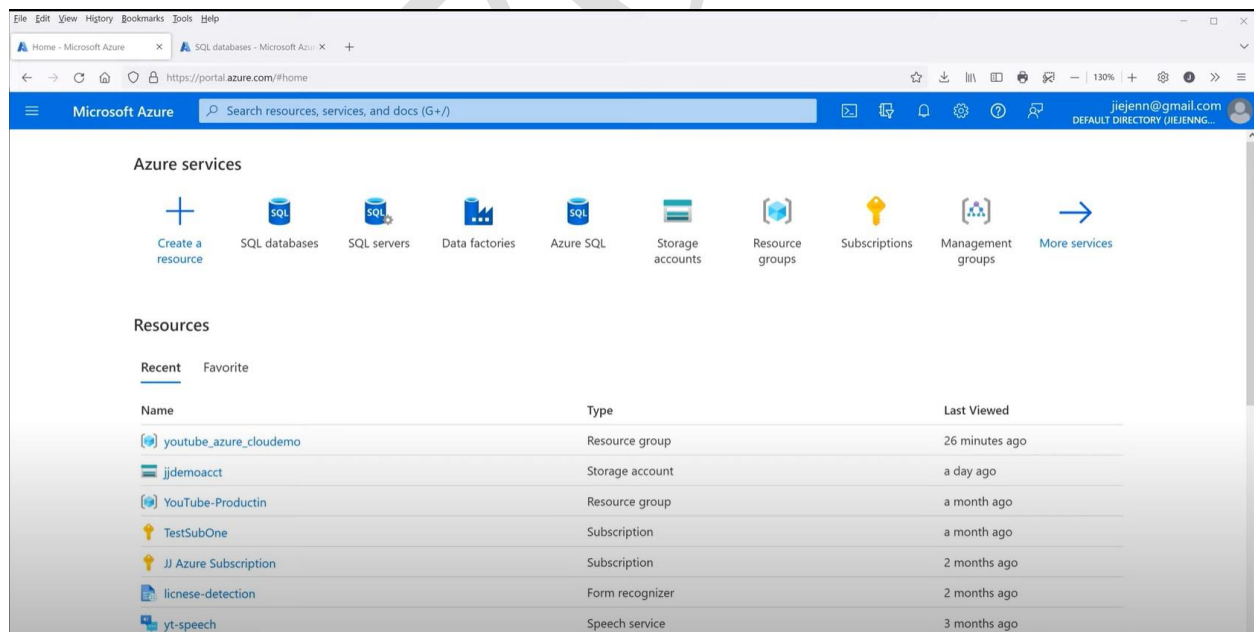 File Edit View History Bookmarks Tools Help
Home - Microsoft Azure
SQL databases - Microsoft Azur
https://portal.azure.com/#home
130%
Microsoft Azure
Search resources, services, and docs (G+/)
jiejenn@gmail.com
DEFAULT DIRECTORY (JIEJENNG...
Azure services
Create a resource
SQL
SQL databases
SQL
SQL servers
Data factories
SQL
Azure SQL
Storage accounts
Resource groups
Subscriptions
Management groups
More services
Resources
Recent Favorite
Name Type Last Viewed
youtube_azure_cloudemo Resource group 26 minutes ago
jjdemoacct Storage account a day ago
YouTube-Productin Resource group a month ago
TestSubOne Subscription a month ago
JJ Azure Subscription Subscription 2 months ago
licnese-detection Form recognizer 2 months ago
yt-speech Speech service 3 months ago